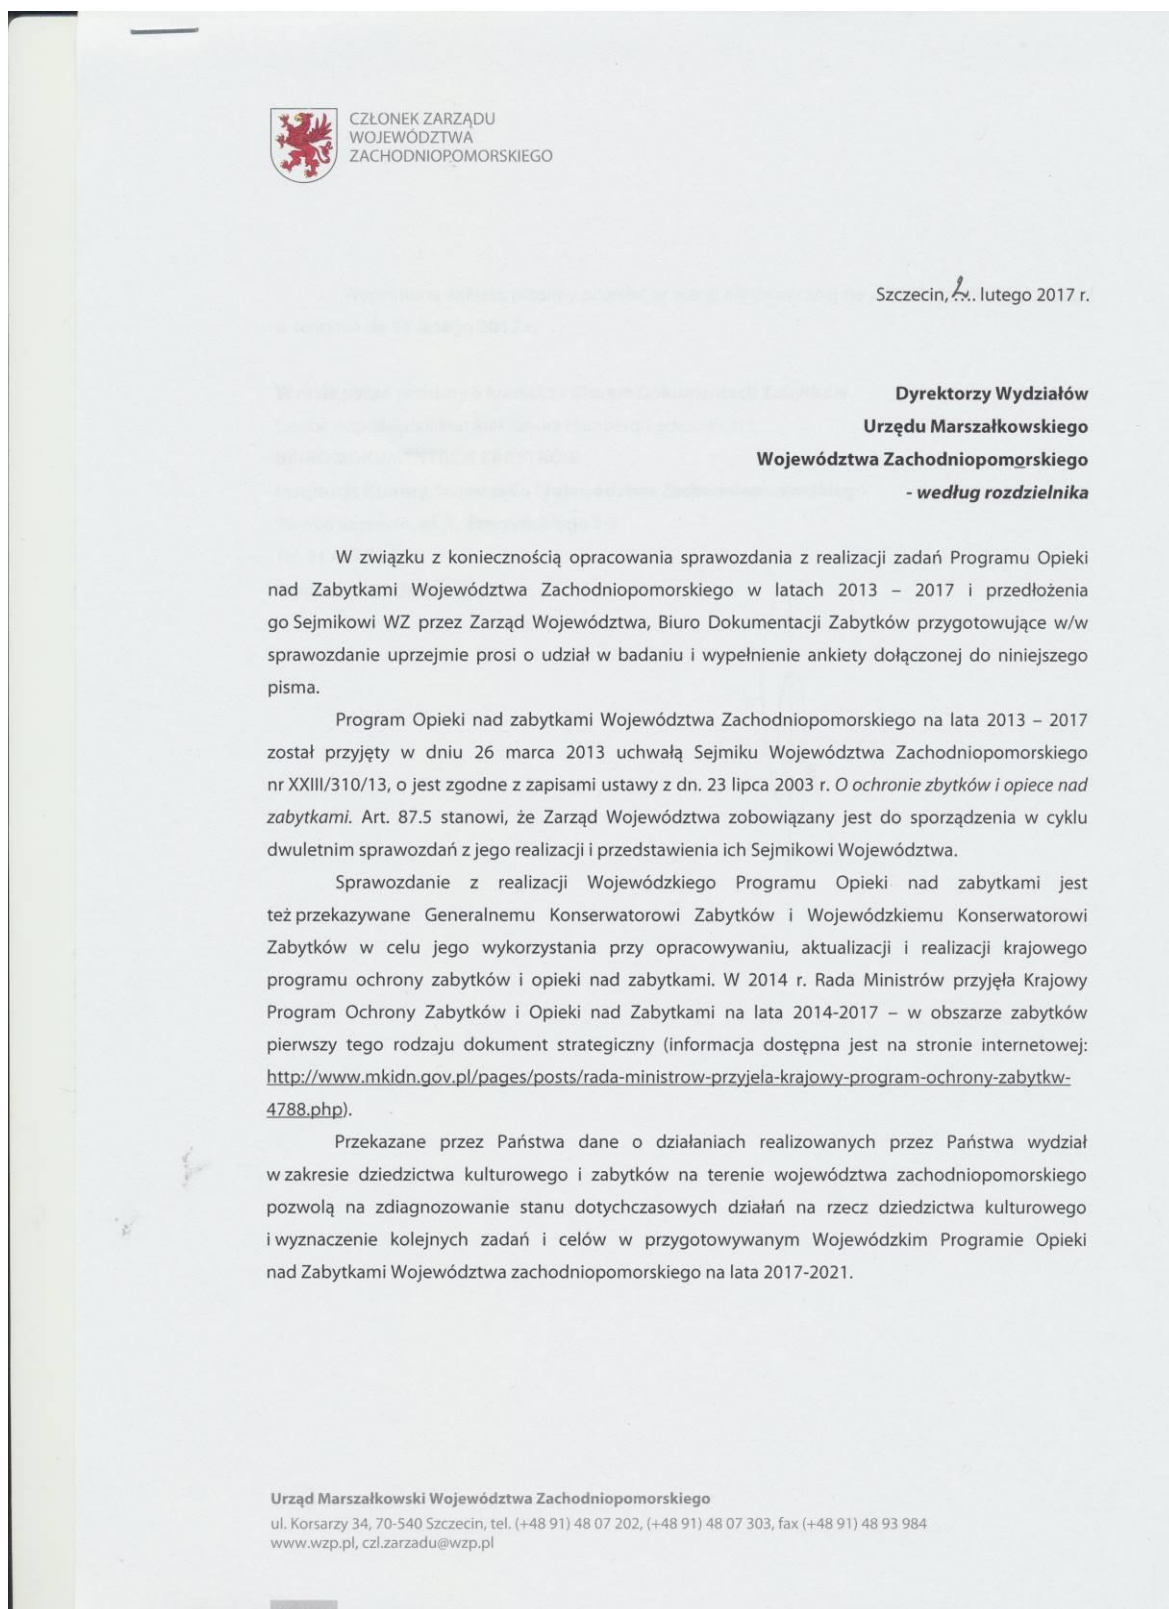 CZŁONEK ZARZĄDU
WOJEWÓDZTWA
ZACHODNIOPOMORSKIEGO
Szczecin, 2... lutego 2017 r.
Dyrektorzy Wydziałów
Urzędu Marszałkowskiego
Województwa Zachodniopomorskiego
- według rozdzielnika
W związku z koniecznością opracowania sprawozdania z realizacji zadań Programu Opieki
nad Zabytkami Województwa Zachodniopomorskiego w latach 2013 – 2017 i przedłożenia
go Sejmikowi WZ przez Zarząd Województwa, Biuro Dokumentacji Zabytków przygotowujące w/w
sprawozdanie uprzejmie prosi o udział w badaniu i wypełnienie ankiety dołączonej do niniejszego
pisma.
Program Opieki nad zabytkami Województwa Zachodniopomorskiego na lata 2013 – 2017
został przyjęty w dniu 26 marca 2013 uchwałą Sejmiku Województwa Zachodniopomorskiego
nr XXIII/310/13, o jest zgodne z zapisami ustawy z dn. 23 lipca 2003 r. O ochronie zbytków i opiece nad
zabytkami. Art. 87.5 stanowi, że Zarząd Województwa zobowiązany jest do sporządzenia w cyklu
dwuletnim sprawozdań z jego realizacji i przedstawienia ich Sejmikowi Województwa.
Sprawozdanie z realizacji Wojewódzkiego Programu Opieki nad zabytkami jest
też przekazywane Generalnemu Konserwatorowi Zabytków i Wojewódzkiemu Konserwatorowi
Zabytków w celu jego wykorzystania przy opracowywaniu, aktualizacji i realizacji krajowego
programu ochrony zabytków i opieki nad zabytkami. W 2014 r. Rada Ministrów przyjęła Krajowy
Program Ochrony Zabytków i Opieki nad Zabytkami na lata 2014-2017 – w obszarze zabytków
pierwszy tego rodzaju dokument strategiczny (informacja dostępna jest na stronie internetowej:
http://www.mkidn.gov.pl/pages/posts/rada-ministrow-przyjela-krajowy-program-ochrony-zabytkw-
4788.php).
Przekazane przez Państwa dane o działaniach realizowanych przez Państwa wydział
w zakresie dziedzictwa kulturowego i zabytków na terenie województwa zachodniopomorskiego
pozwolą na zdiagnozowanie stanu dotychczasowych działań na rzecz dziedzictwa kulturowego
i wyznaczenie kolejnych zadań i celów w przygotowywanym Wojewódzkim Programie Opieki
nad Zabytkami Województwa zachodniopomorskiego na lata 2017-2021.
Urząd Marszałkowski Województwa Zachodniopomorskiego
ul. Korsarzy 34, 70-540 Szczecin, tel. (+48 91) 48 07 202, (+48 91) 48 07 303, fax (+48 91) 48 93 984
www.wzp.pl, czl.zarzadu@wzp.pl